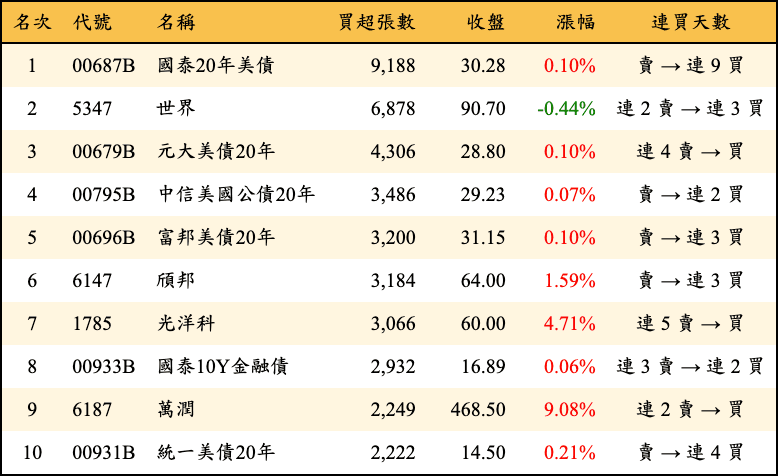 名次 代號 名稱 買超張數 收盤 漲幅 連買天數
1 00687B 國泰20年美債 9,188 30.28 0.10% 賣 → 連 9 買
2 5347 世界 6,878 90.70 -0.44% 連 2 賣 → 連 3 買
3 00679B 元大美債20年 4,306 28.80 0.10% 連 4 賣 → 買
4 00795B 中信美國公債20年 3,486 29.23 0.07% 賣 → 連 2 買
5 00696B 富邦美債20年 3,200 31.15 0.10% 賣 → 連 3 買
6 6147 頎邦 3,184 64.00 1.59% 賣 → 連 3 買
7 1785 光洋科 3,066 60.00 4.71% 連 5 賣 → 買
8 00933B 國泰10Y金融債 2,932 16.89 0.06% 連 3 賣 → 連 2 買
9 6187 萬潤 2,249 468.50 9.08% 連 2 賣 → 買
10 00931B 統一美債20年 2,222 14.50 0.21% 賣 → 連 4 買